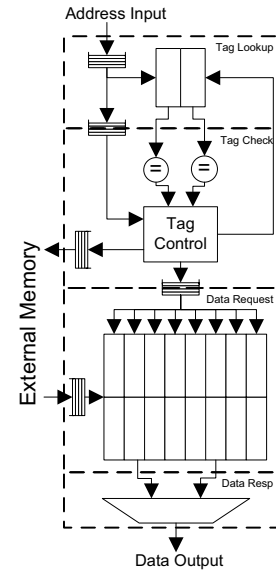 Address Input
Tag Lookup
Tag Check
=
=
Tag
Control
External Memory
Data Request
Data Resp
Data Output